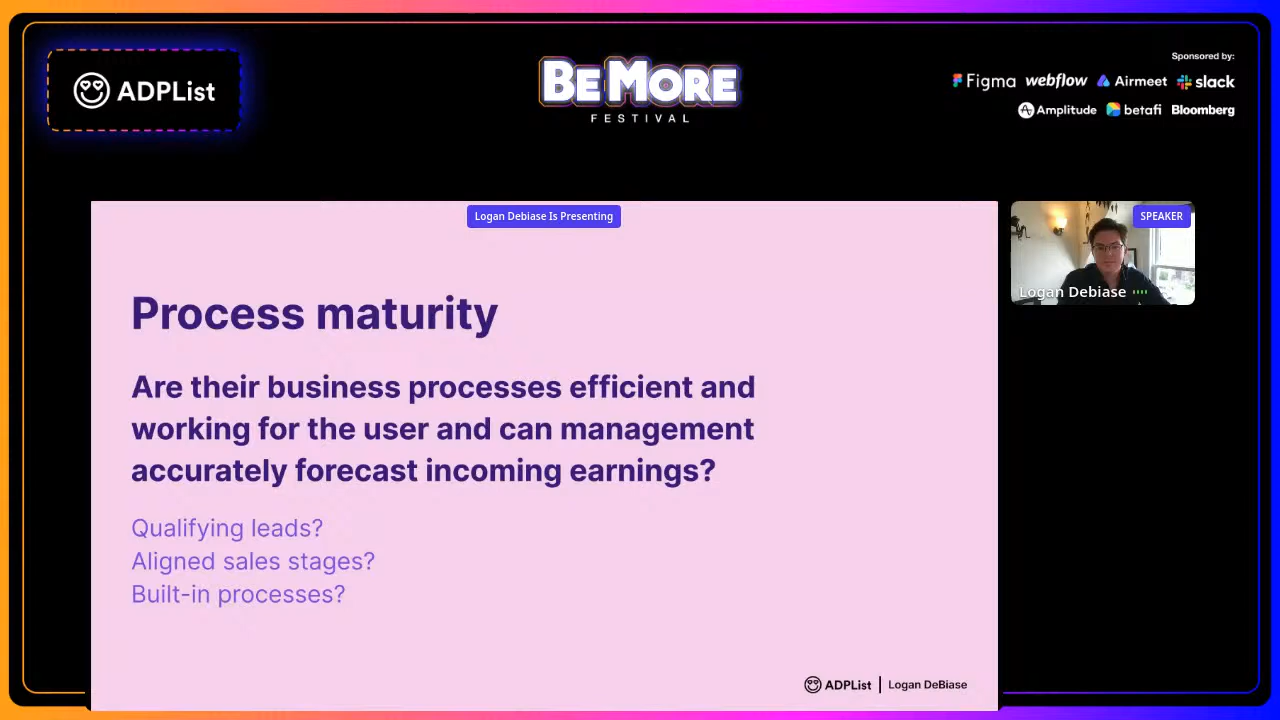 ADPList
BE MORE
FESTIVAL
Sponsored by:
Figma webflow Airmeet slack
Amplitude betafi Bloomberg
Logan Debiase Is Presenting
SPEAKER
Logan Debiase
Process maturity
Are their business processes efficient and
working for the user and can management
accurately forecast incoming earnings?
Qualifying leads?
Aligned sales stages?
Built-in processes?
ADPList | Logan DeBiase